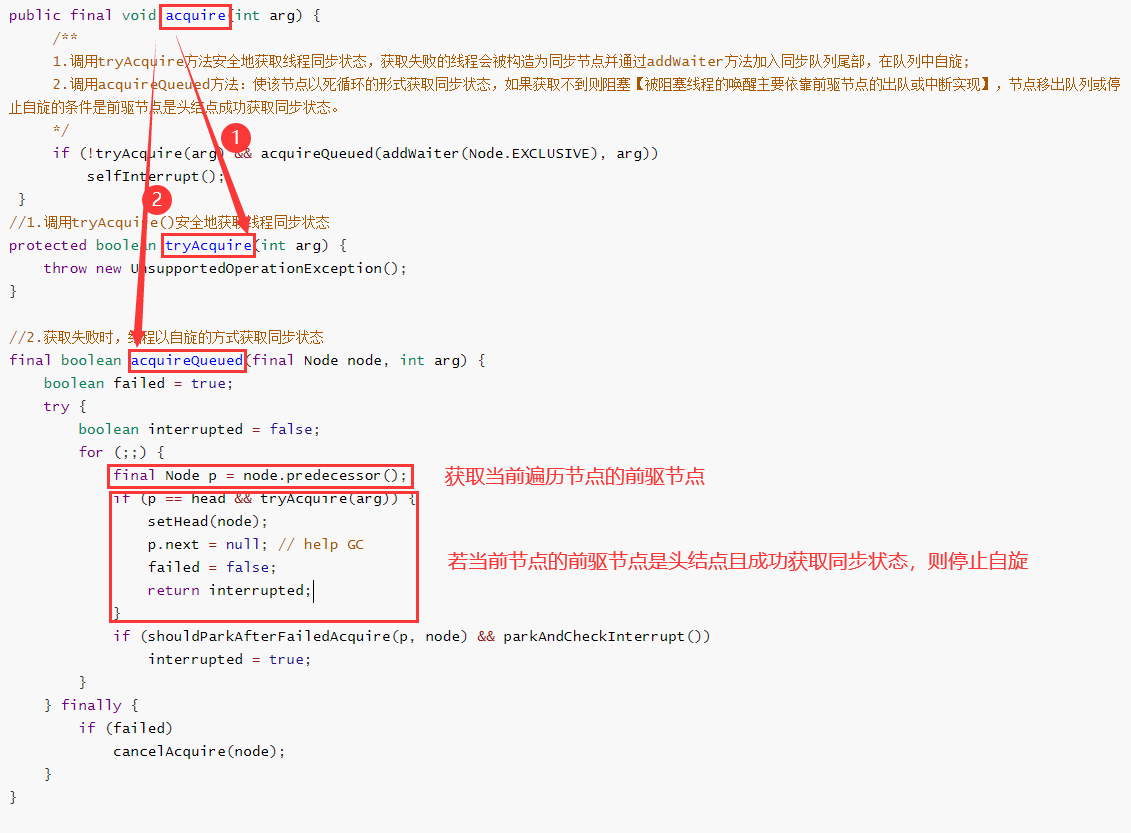 public final void acquire(int arg) {
/**
1.调用tryAcquire方法安全地获取线程同步状态，获取失败的线程会被构造为同步节点并通过addWaiter方法加入同步队列尾部，在队列中自旋；
2.调用acquireQueued方法：使该节点以死循环的形式获取同步状态，如果获取不到则阻塞【被阻塞线程的唤醒主要依靠前驱节点的出队或中断实现】，节点移出队列或停
止自旋的条件是前驱节点是头结点成功获取同步状态。
*/
1
if (!tryAcquire(arg) && acquireQueued(addWaiter(Node.EXCLUSIVE), arg))
selfInterrupt();
}
2
//1.调用tryAcquire()安全地获取线程同步状态
protected boolean tryAcquire(int arg) {
throw new UnsupportedOperationException();
}
//2.获取失败时，线程以自旋的方式获取同步状态
final boolean acquireQueued(final Node node, int arg) {
boolean failed = true;
try {
boolean interrupted = false;
for (;;) {
final Node p = node.predecessor(); 获取当前遍历节点的前驱节点
if (p == head && tryAcquire(arg)) {
setHead(node);
p.next = null; // help GC
若当前节点的前驱节点是头结点且成功获取同步状态，则停止自旋
failed = false;
return interrupted;
}
if (shouldParkAfterFailedAcquire(p, node) && parkAndCheckInterrupt())
interrupted = true;
}
} finally {
if (failed)
cancelAcquire(node);
}
}